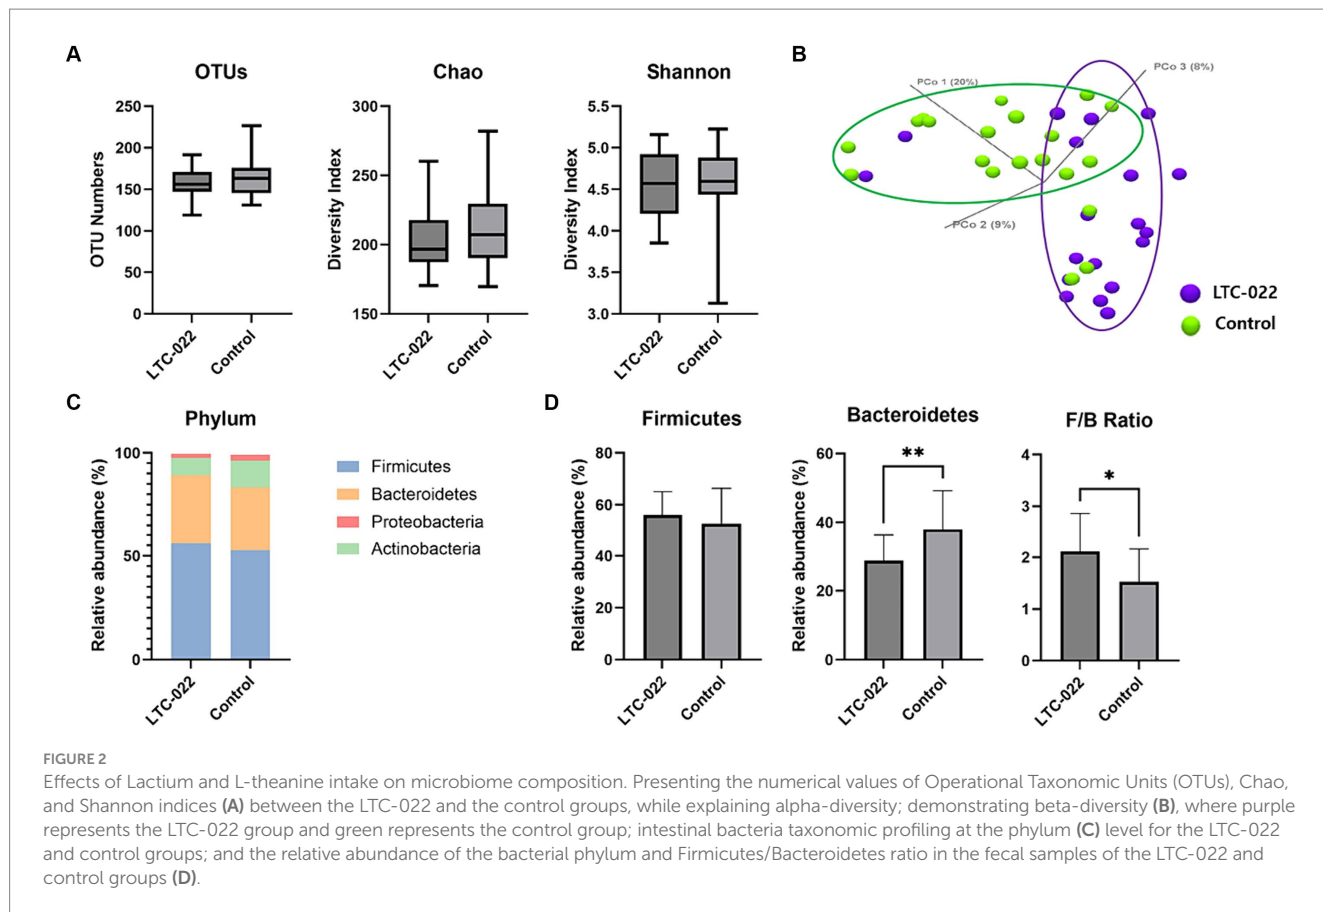 A
OTUs
OTU Numbers
250
200
150
100
50
0
LTC-022
Control
Chao
Diversity Index
300
250
200
150
LTC-022
Control
Shannon
Diversity Index
5.5
5.0
4.5
4.0
3.5
3.0
LTC-022
Control
B
PCo 1 (20%)
PCo 3 (8%)
PCo 2 (9%)
LTC-022
Control
C
Phylum
Relative abundance (%)
100
50
0
LTC-022
Control
Firmicutes
Bacteroidetes
Proteobacteria
Actinobacteria
D
Firmicutes
Relative abundance (%)
80
60
40
20
0
LTC-022
Control
Bacteroidetes
Relative abundance (%)
60
40
20
0
**
LTC-022
Control
F/B Ratio
Relative abundance (%)
4
3
2
1
0
*
LTC-022
Control
FIGURE 2
Effects of Lactium and L-theanine intake on microbiome composition. Presenting the numerical values of Operational Taxonomic Units (OTUs), Chao,
and Shannon indices (A) between the LTC-022 and the control groups, while explaining alpha-diversity; demonstrating beta-diversity (B), where purple
represents the LTC-022 group and green represents the control group; intestinal bacteria taxonomic profiling at the phylum (C) level for the LTC-022
and control groups; and the relative abundance of the bacterial phylum and Firmicutes/Bacteroidetes ratio in the fecal samples of the LTC-022 and
control groups (D).